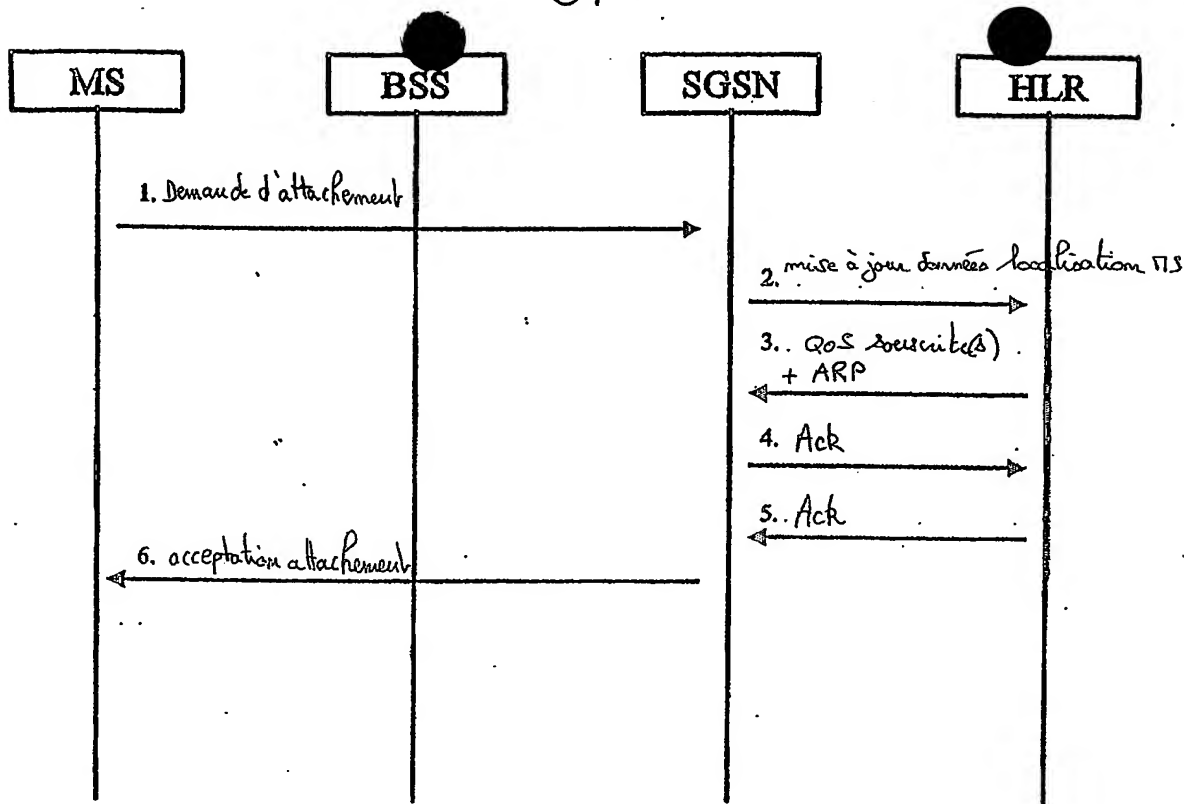 MS
BSS
SGSN
HLR
1. Demande d'attachement
2. mise à jour données localisation MS
3.. QoS souscrite(s)
+ ARP
4. Ack
5.. Ack
6. acceptation attachement